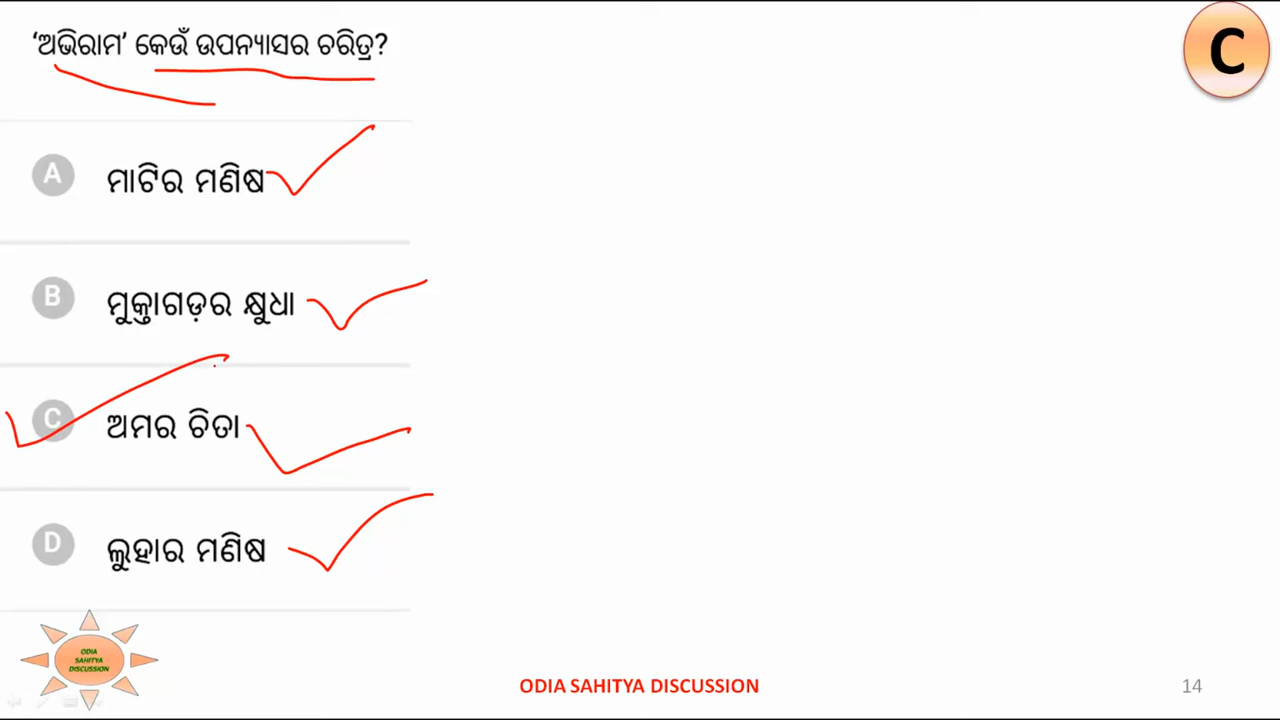 ‘ଅଭିରାମ’ କେଉଁ ଉପନ୍ୟାସର ଚରିତ୍ର?
C
A ମାଟିର ମଣିଷ
B ମୁକ୍ତାଗଡ଼ର କ୍ଷୁଧା
C ଅମର ଚିତା
D ଲୁହାର ମଣିଷ
ODIA
SAHITYA
DISCUSSION
ODIA SAHITYA DISCUSSION
14